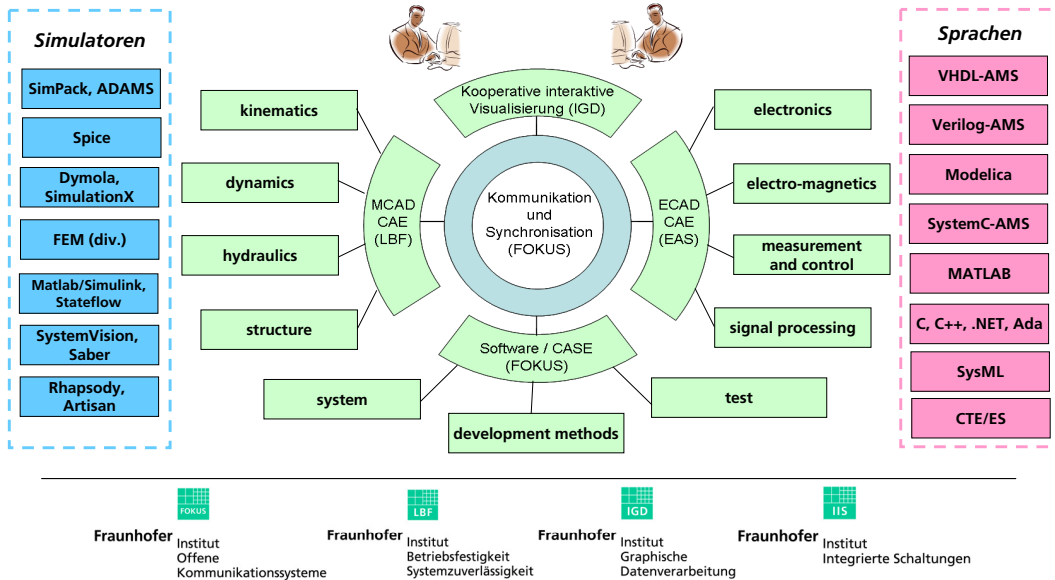 Simulatoren
SimPack, ADAMS
Spice
Dymola,
SimulationX
FEM (div.)
Matlab/Simulink,
Stateflow
SystemVision,
Saber
Rhapsody,
Artisan
kinematics
dynamics
hydraulics
structure
MCAD
CAE
(LBF)
Kooperative interaktive
Visualisierung (IGD)
Kommunikation
und
Synchronisation
(FOKUS)
ECAD
CAE
(EAS)
Software / CASE
(FOKUS)
system
development methods
test
electronics
electro-magnetics
measurement
and control
signal processing
Sprachen
VHDL-AMS
Verilog-AMS
Modelica
SystemC-AMS
MATLAB
C, C++, .NET, Ada
SysML
CTE/ES
FOKUS
Fraunhofer
Institut
Offene
Kommunikationssysteme
LBF
Fraunhofer
Institut
Betriebsfestigkeit
Systemzuverlässigkeit
IGD
Fraunhofer
Institut
Graphische
Datenverarbeitung
IIS
Fraunhofer
Institut
Integrierte Schaltungen